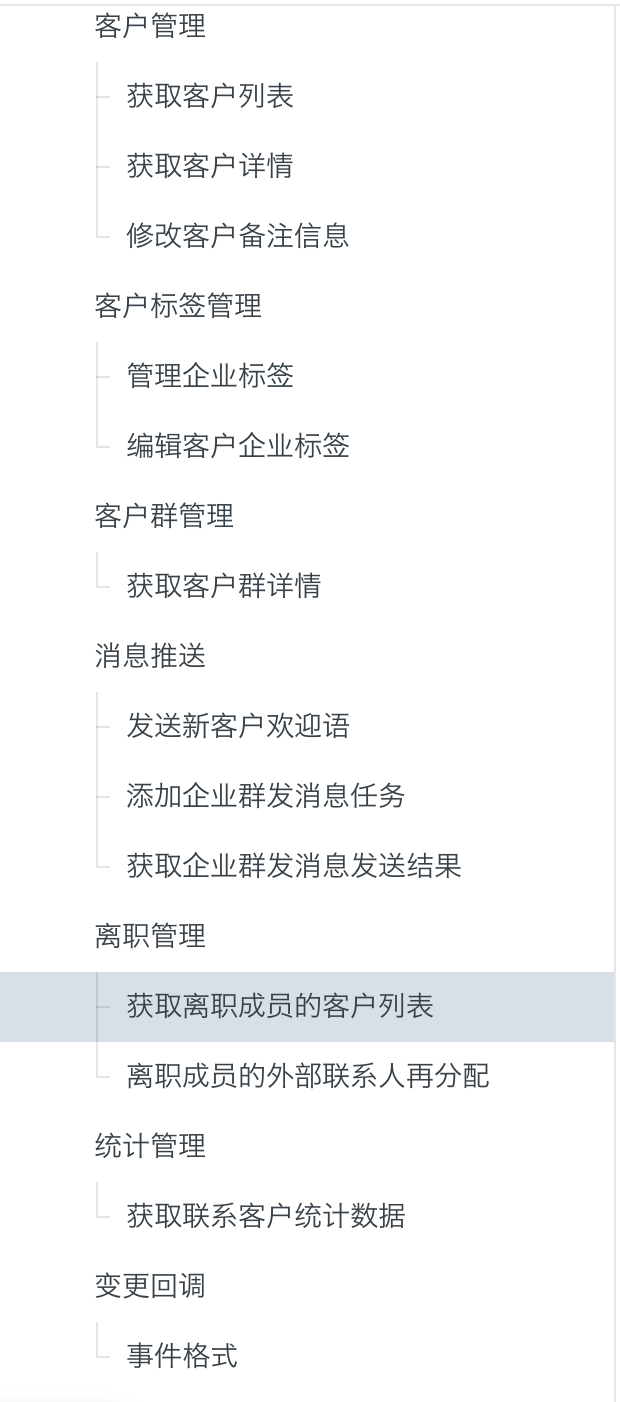 客户管理
获取客户列表
获取客户详情
修改客户备注信息
客户标签管理
管理企业标签
编辑客户企业标签
客户群管理
获取客户群详情
消息推送
发送新客户欢迎语
添加企业群发消息任务
获取企业群发消息发送结果
离职管理
获取离职成员的客户列表
离职成员的外部联系人再分配
统计管理
获取联系客户统计数据
变更回调
事件格式